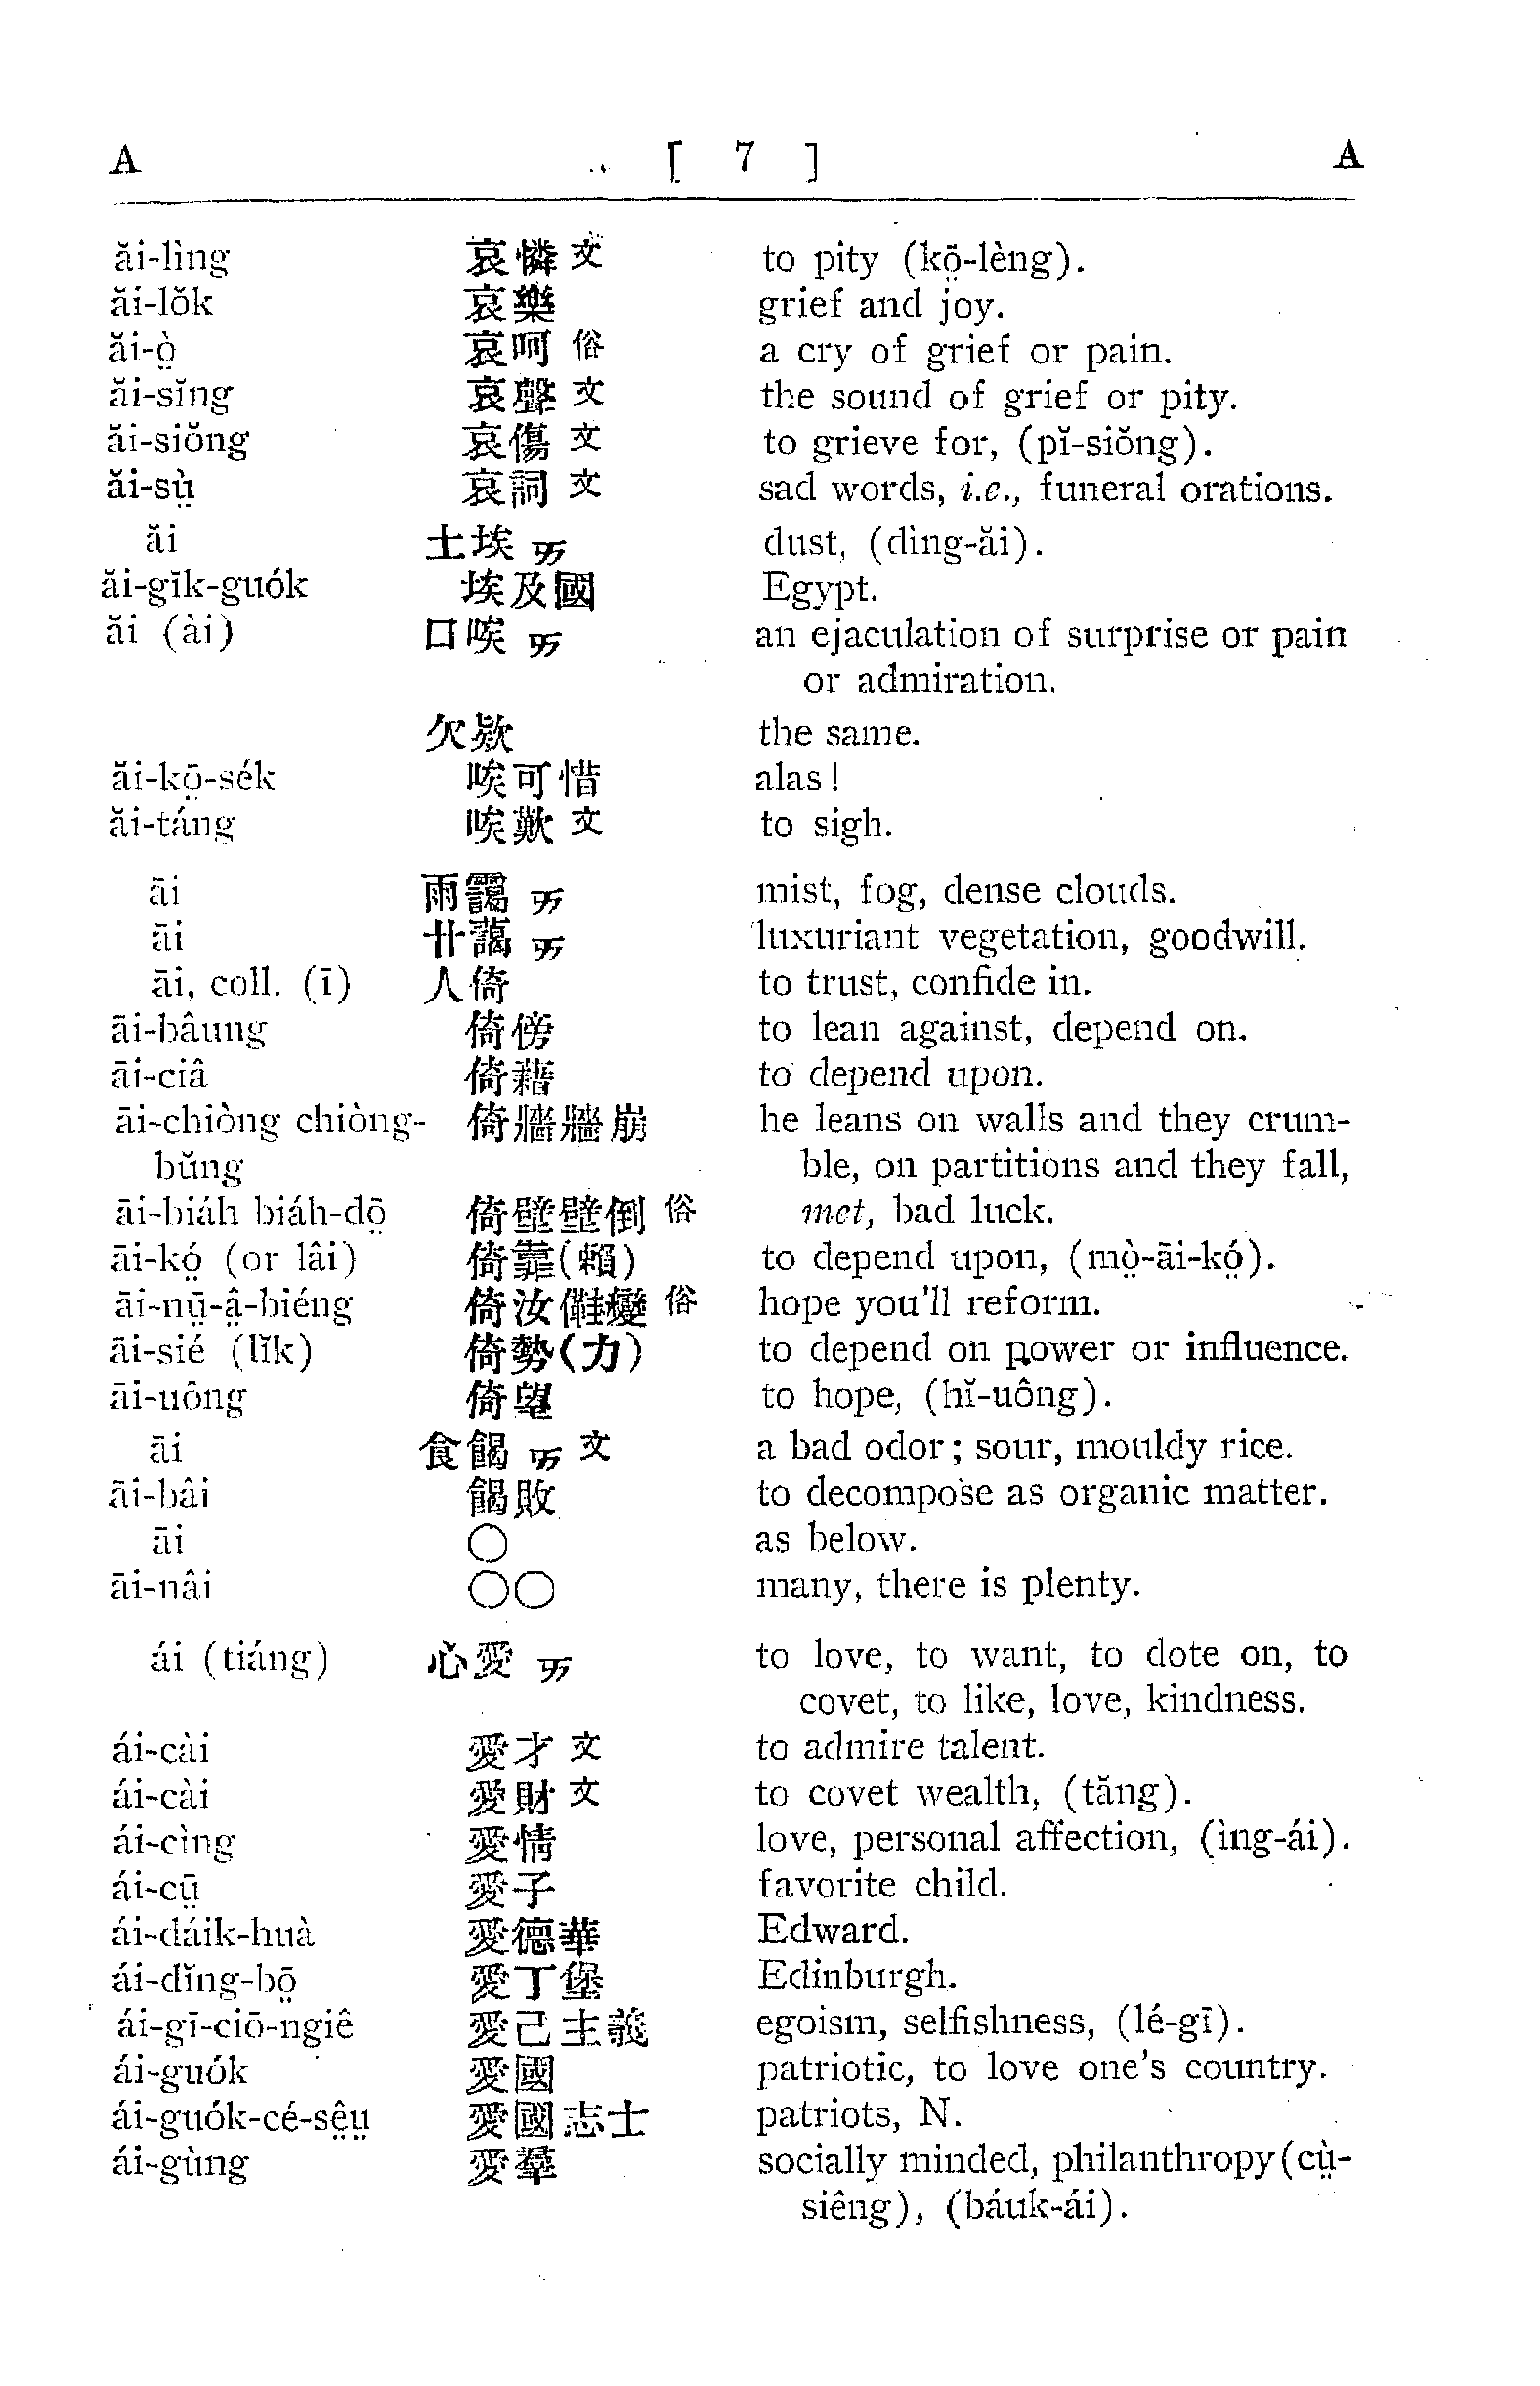 A [ 7 ] A
ăi-lìng 哀憐 文 to pity (kō̤-lèng).
ăi-lŏk 哀樂 grief and joy.
ăi-ò̤ 哀呵 俗 a cry of grief or pain.
ăi-sĭng 哀聲 文 the sound of grief or pity.
ăi-siŏng 哀傷 文 to grieve for, (pĭ-siŏng).
ăi-sṳ̀ 哀詞 文 sad words, i.e., funeral orations.
ăi 土埃 dust, (dìng-ăi).
ăi-gĭk-guók 埃及國 Egypt.
ăi (ài) 口唉 an ejaculation of surprise or pain
or admiration.
欠欸 the same.
ăi-kō̤-sék 唉可惜 alas!
ăi-táng 唉歎 文 to sigh.
āi 雨靄 mist, fog, dense clouds.
āi 廾藹 luxuriant vegetation, goodwill.
āi, coll. (ī) 人倚 to trust, confide in.
āi-bâung 倚傍 to lean against, depend on.
āi-ciâ 倚藉 to depend upon.
āi-chiòng chiòng- 倚牆牆崩 he leans on walls and they crum-
bŭng ble, on partitions and they fall,
āi-biáh biáh-dō̤ 倚壁壁倒 俗 met, bad luck.
āi-kó̤ (or lâi) 倚靠(賴) to depend upon, (mò̤-āi-kó̤).
āi-nṳ̄-â̤-biéng 倚汝㒲變 俗 hope you'll reform.
āi-sié (lĭk) 倚勢(力) to depend on power or influence.
āi-uông 倚望 to hope, (hĭ-uông).
āi 食餲 文 a bad odor; sour, mouldy rice.
āi-bâi 餲敗 to decompose as organic matter.
āi ○ as below.
āi-nâi ○○ many, there is plenty.
ái (tiáng) 心愛 to love, to want, to dote on, to
covet, to like, love, kindness.
ái-cài 愛才 文 to admire talent.
ái-cài 愛財 文 to covet wealth, (tăng).
ái-cìng 愛情 love, personal affection, (ìng-ái).
ái-cṳ̄ 愛子 favorite child.
ái-dáik-huà 愛德華 Edward.
ái-dĭng-bō̤ 愛丁堡 Edinburgh.
ái-gī-ciō-ngiê 愛己主義 egoism, selfishness, (lé-gī).
ái-guók 愛國 patriotic, to love one's country.
ái-guók-cé-sê̤ṳ 愛國志士 patriots, N.
ái-gùng 愛羣 socially minded, philanthropy(cṳ̀-
siêng), (báuk-ái).